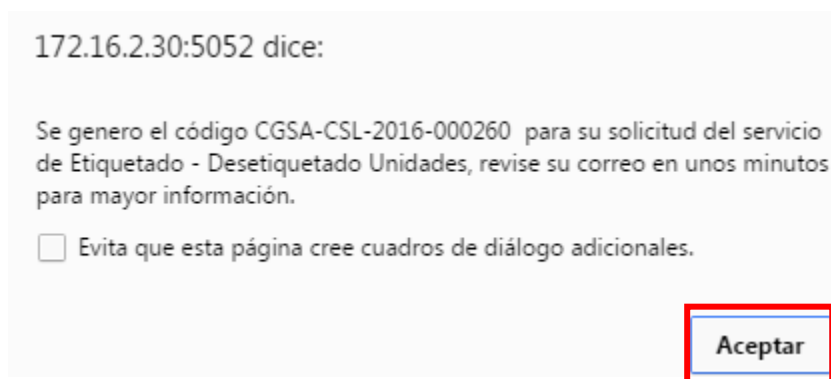 172.16.2.30:5052 dice:
Se genero el código CGSA-CSL-2016-000260 para su solicitud del servicio
de Etiquetado - Desetiquetado Unidades, revise su correo en unos minutos
para mayor información.
Evita que esta página cree cuadros de diálogo adicionales.
Aceptar